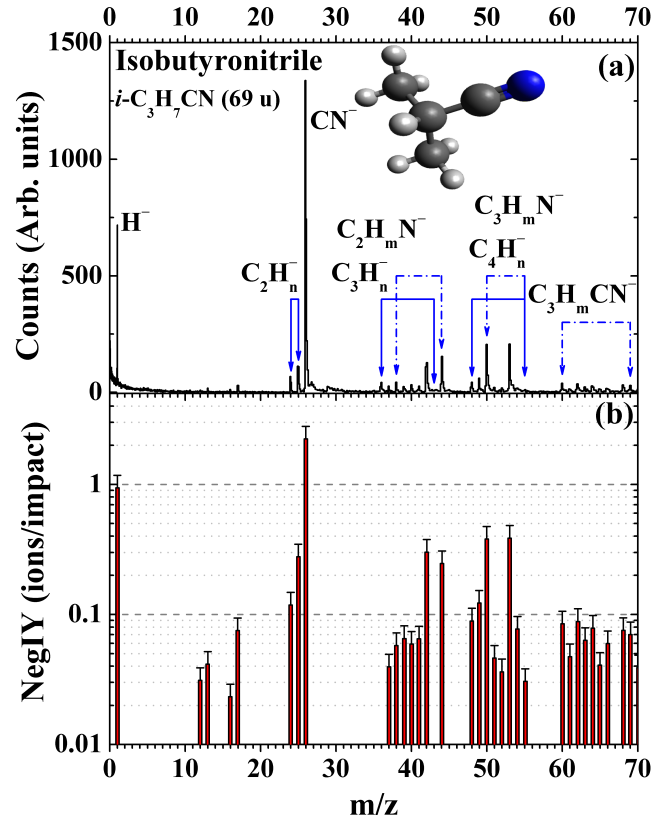 0 10 20 30 40 50 60 70
1500
Isobutyronitrile (a)
i-C₃H₇CN (69 u)
CN⁻
1000
H⁻
C₃HₘN⁻
C₂HₘN⁻
C₄Hₙ⁻
C₂Hₙ⁻ C₃Hₙ⁻
500
C₃HₘCN⁻
0
Counts (Arb. units)
(b)
1
0.1
0.01
NegIY (ions/impact)
0 10 20 30 40 50 60 70
m/z